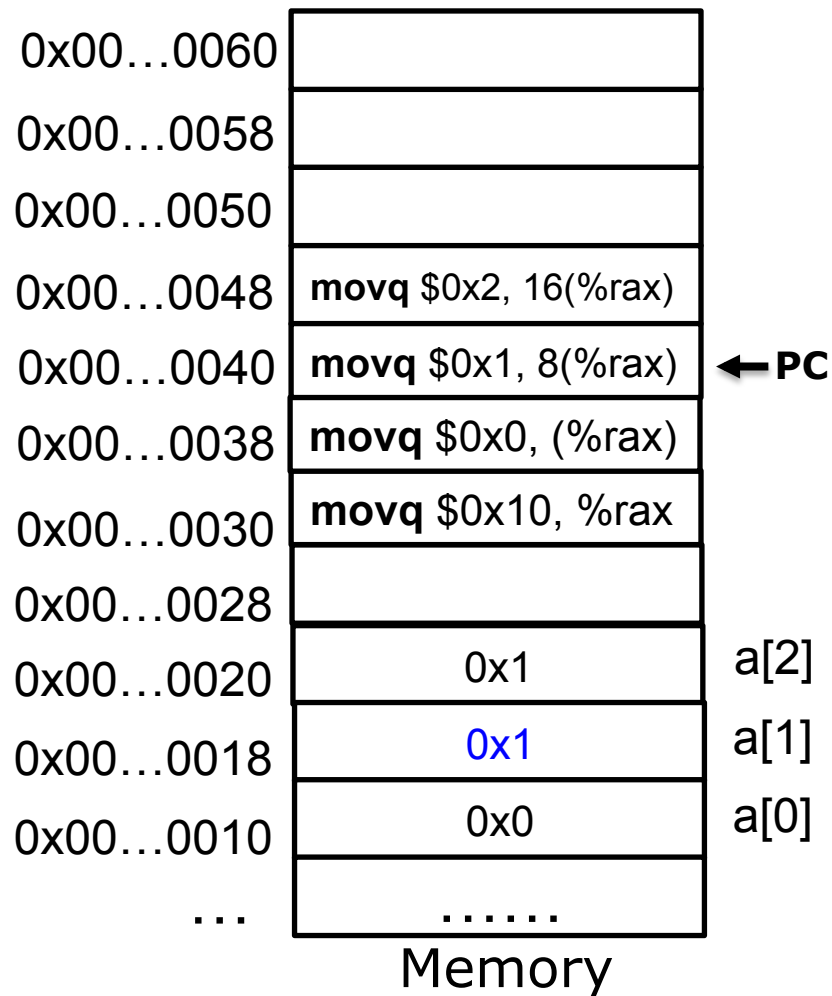 0x00…0060
0x00…0058
0x00…0050
0x00…0048 movq $0x2, 16(%rax)
0x00…0040 movq $0x1, 8(%rax) PC
0x00…0038 movq $0x0, (%rax)
0x00…0030 movq $0x10, %rax
0x00…0028
0x00…0020 0x1 a[2]
0x00…0018 0x1 a[1]
0x00…0010 0x0 a[0]
… ……
Memory